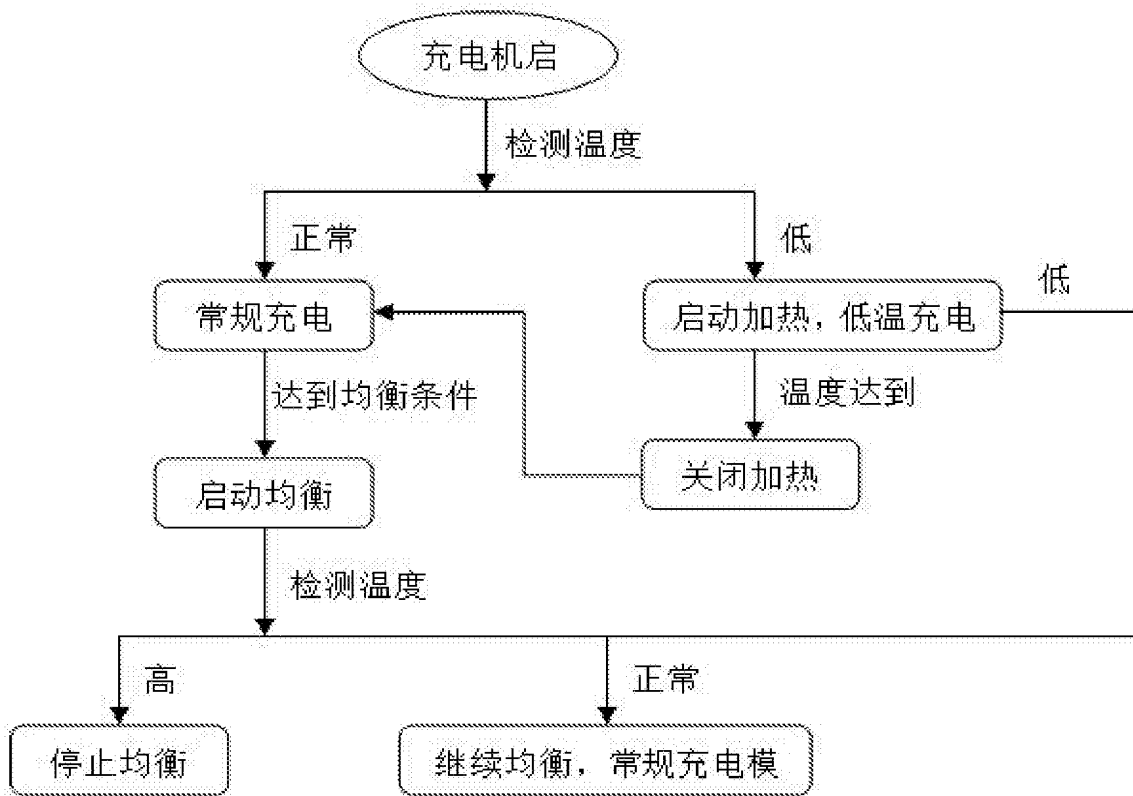 充电机启
检测温度
正常
低
低
常规充电
启动加热，低温充电
达到均衡条件
温度达到
启动均衡
关闭加热
检测温度
高
正常
停止均衡
继续均衡，常规充电模